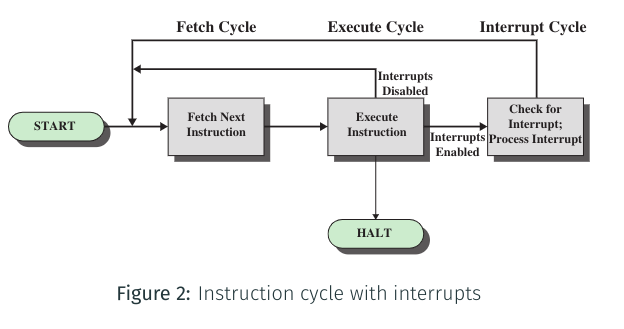 Fetch Cycle
Execute Cycle
Interrupt Cycle
Interrupts
Disabled
START
Fetch Next
Instruction
Execute
Instruction
Interrupts
Enabled
Check for
Interrupt;
Process Interrupt
HALT
Figure 2: Instruction cycle with interrupts